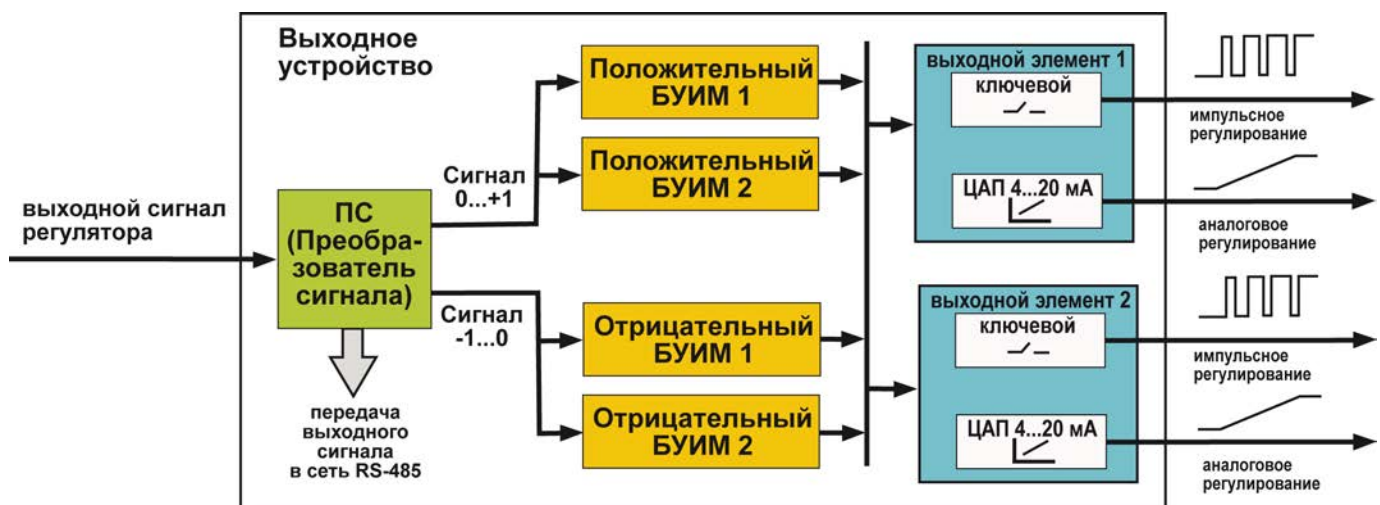 Выходное
устройство
выходной сигнал
регулятора
ПС
(Преобра-
зователь
сигнала)
передача
выходного
сигнала
в сеть RS-485
Сигнал
0...+1
Сигнал
-1...0
Положительный
БУИМ 1
Положительный
БУИМ 2
Отрицательный
БУИМ 1
Отрицательный
БУИМ 2
выходной элемент 1
ключевой
ЦАП 4...20 мА
импульсное
регулирование
аналоговое
регулирование
выходной элемент 2
ключевой
ЦАП 4...20 мА
импульсное
регулирование
аналоговое
регулирование